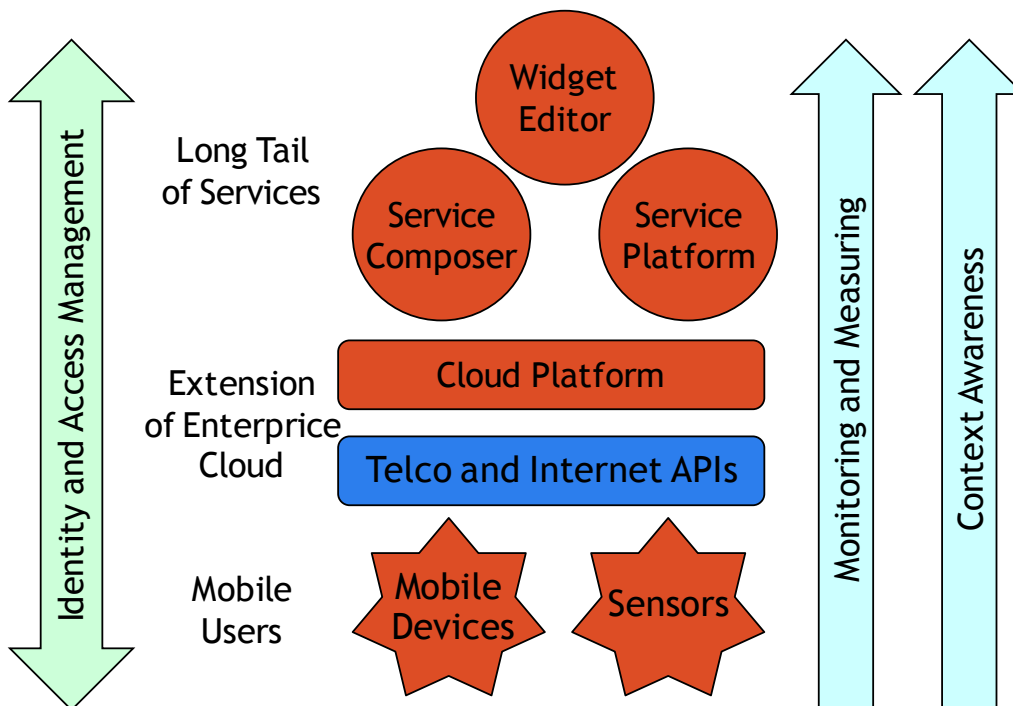 Identity and Access Management
Long Tail
of Services
Widget
Editor
Service
Composer
Service
Platform
Extension
of Enterprice
Cloud
Cloud Platform
Telco and Internet APIs
Mobile
Users
Mobile
Devices
Sensors
Monitoring and Measuring
Context Awareness